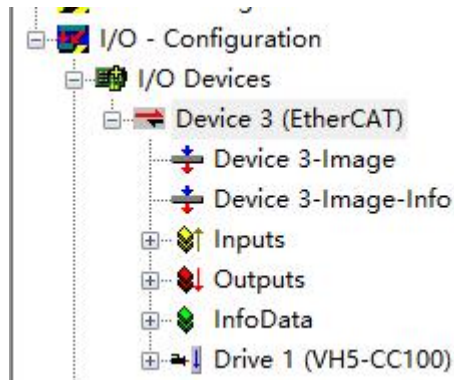 I/O - Configuration
I/O Devices
Device 3 (EtherCAT)
Device 3-Image
Device 3-Image-Info
Inputs
Outputs
InfoData
Drive 1 (VH5-CC100)